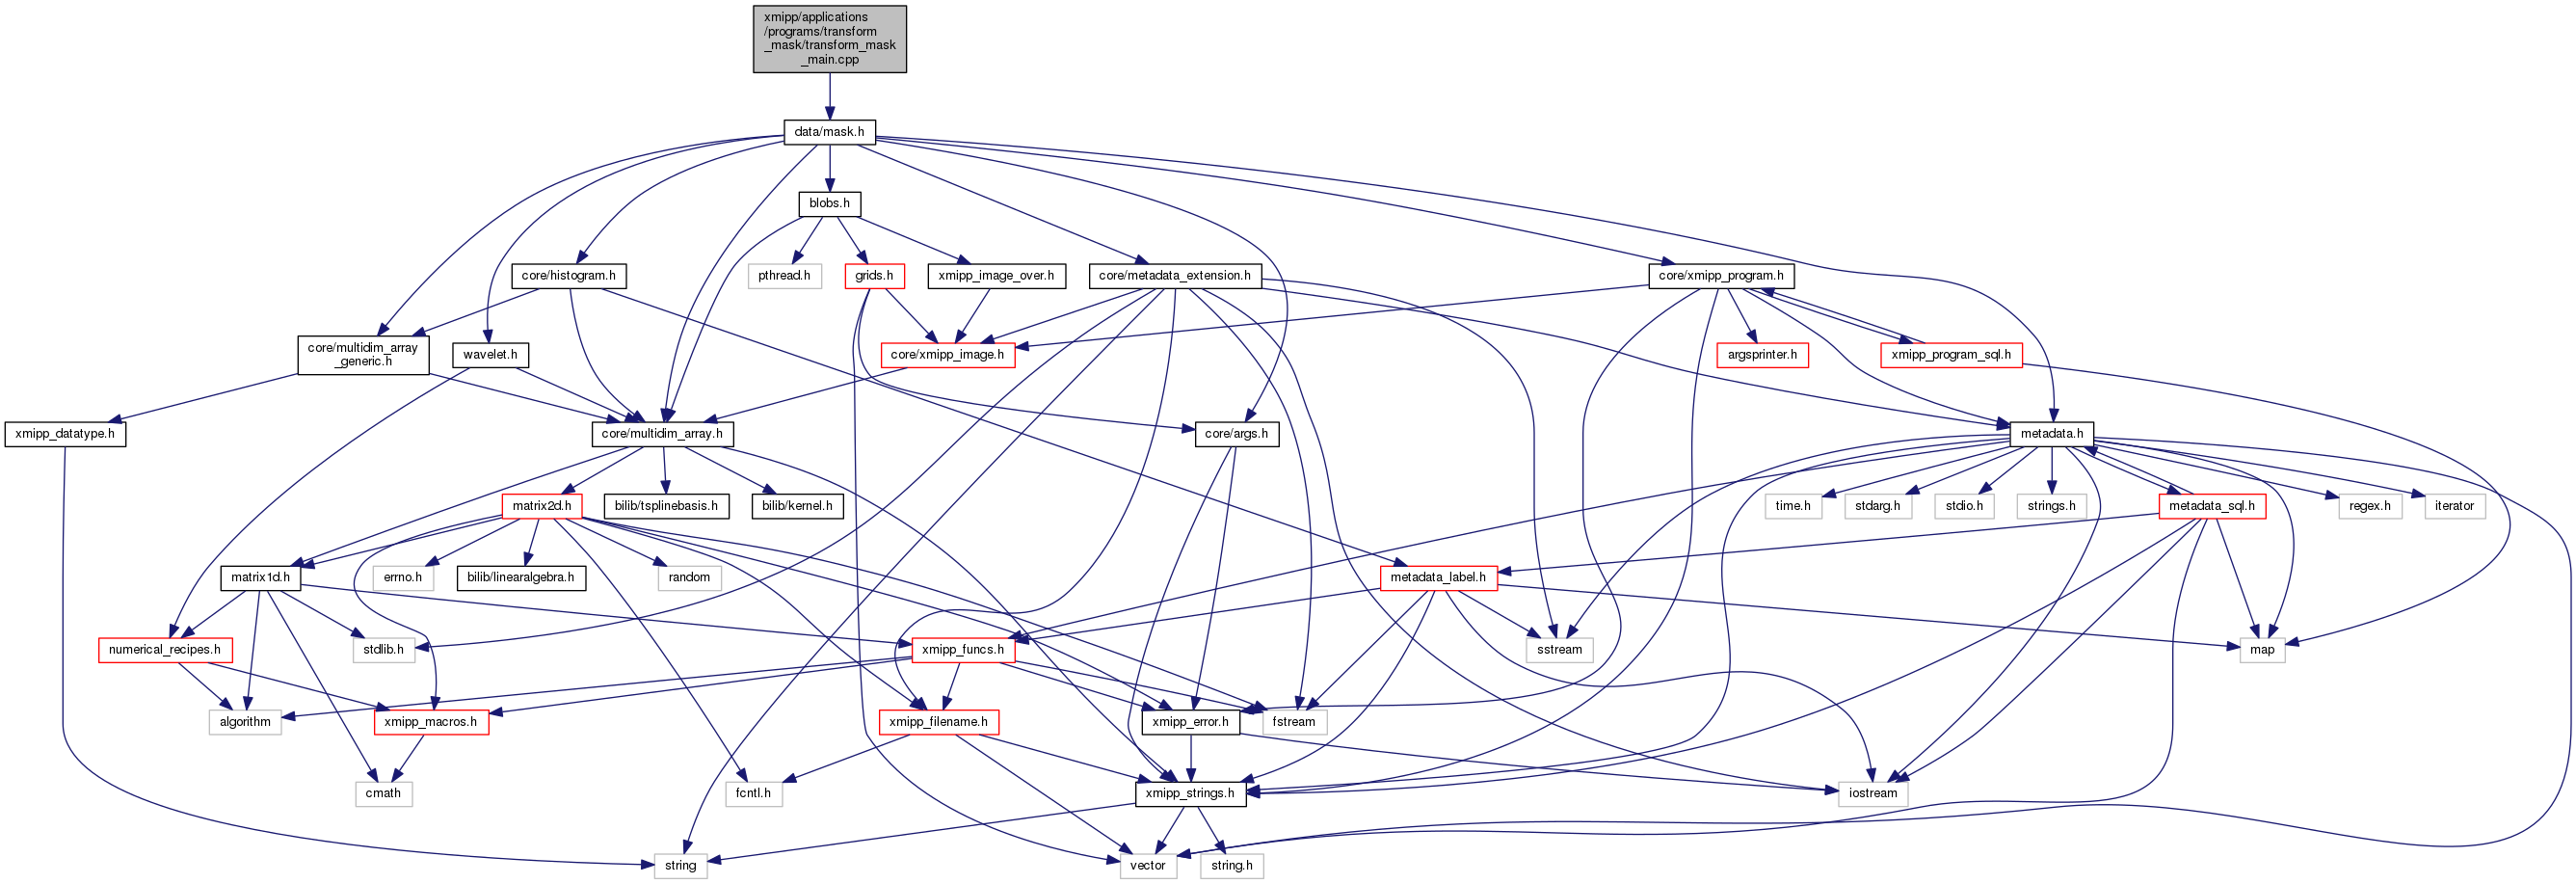 xmipp/applications
/programs/transform
_mask/transform_mask
_main.cpp
data/mask.h
blobs.h
core/histogram.h
pthread.h
grids.h
xmipp_image_over.h
core/metadata_extension.h
core/xmipp_program.h
core/multidim_array
_generic.h
wavelet.h
core/xmipp_image.h
argsprinter.h
xmipp_program_sql.h
xmipp_datatype.h
core/multidim_array.h
core/args.h
metadata.h
matrix2d.h
bilib/tsplinebasis.h
bilib/kernel.h
time.h
stdarg.h
stdio.h
strings.h
metadata_sql.h
regex.h
iterator
matrix1d.h
errno.h
bilib/linearalgebra.h
random
metadata_label.h
numerical_recipes.h
stdlib.h
xmipp_funcs.h
sstream
map
algorithm
xmipp_macros.h
xmipp_filename.h
xmipp_error.h
fstream
cmath
fcntl.h
xmipp_strings.h
iostream
string
vector
string.h